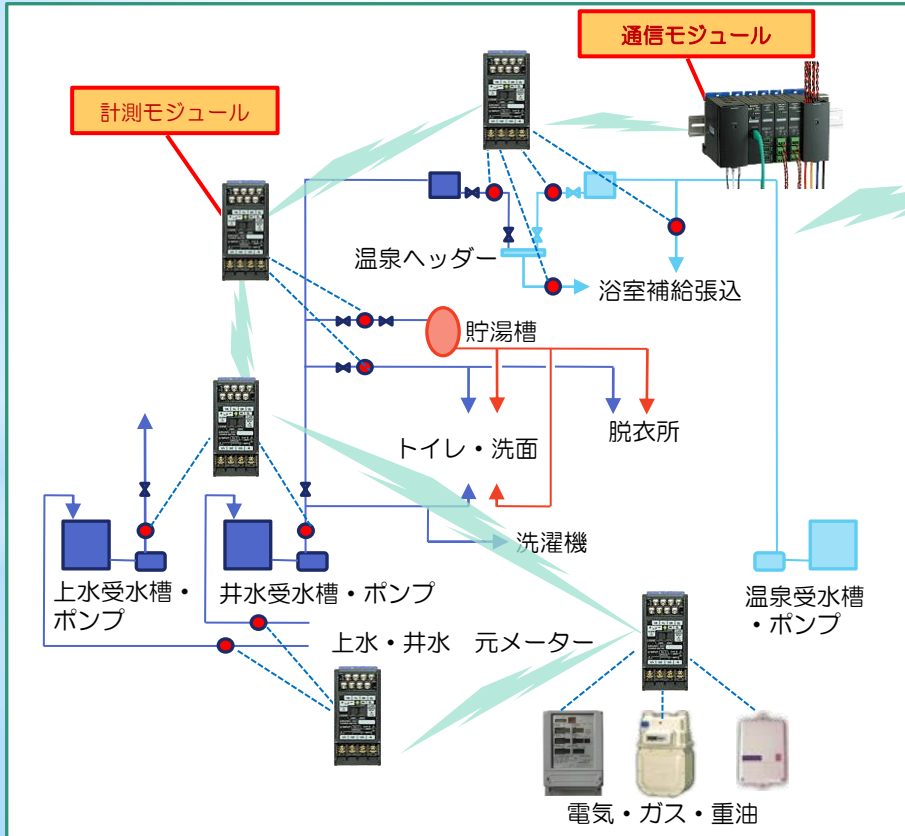 通信モジュール
計測モジュール
温泉ヘッダー
浴室補給張込
貯湯槽
トイレ・洗面
脱衣所
洗濯機
上水受水槽・
ポンプ
井水受水槽・ポンプ
温泉受水槽
・ポンプ
上水・井水　元メーター
電気・ガス・重油